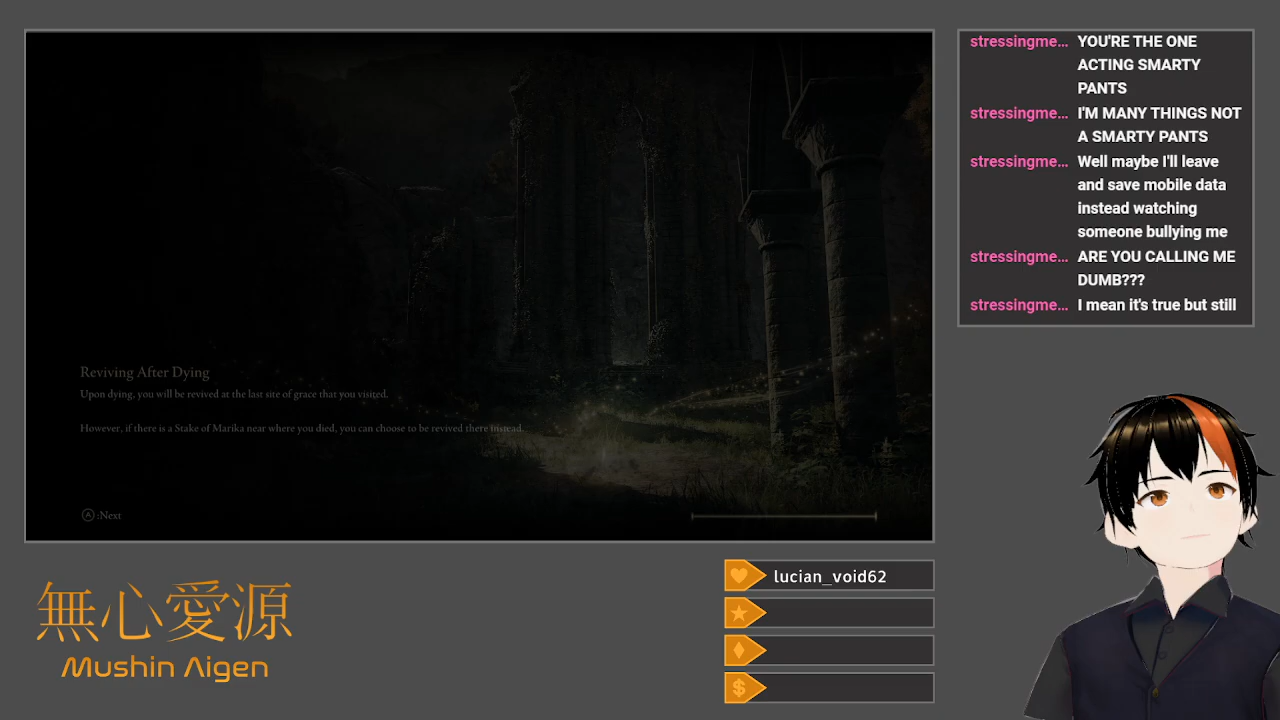 stressingme... YOU'RE THE ONE
ACTING SMARTY
PANTS
stressingme... I'M MANY THINGS NOT
A SMARTY PANTS
stressingme... Well maybe I'll leave
and save mobile data
instead watching
someone bullying me
stressingme... ARE YOU CALLING ME
DUMB???
stressingme... I mean it's true but still
Reviving After Dying
Upon dying, you will be revived at the last site of grace that you visited.
However, if there is a Stake of Marika near where you died, you can choose to be revived there instead.
A :Next
lucian_void62
無心愛源
Mushin Aigen